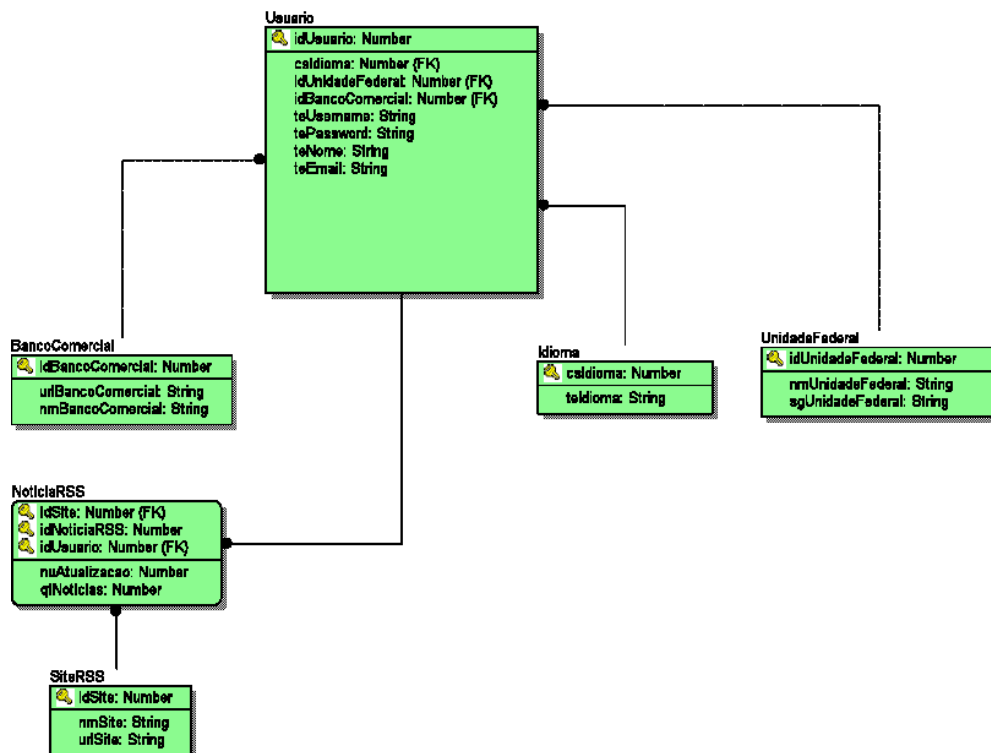 Usuario
idUsuario: Number
csIdioma: Number (FK)
idUnidadeFederal: Number (FK)
idBancoComercial: Number (FK)
teUsername: String
tePassword: String
teNome: String
teEmail: String
BancoComercial
idBancoComercial: Number
urlBancoComercial: String
nmBancoComercial: String
Idioma
csIdioma: Number
teIdioma: String
UnidadeFederal
idUnidadeFederal: Number
nmUnidadeFederal: String
sgUnidadeFederal: String
NoticiaRSS
idSite: Number (FK)
idNoticiaRSS: Number
idUsuario: Number (FK)
nuAtualizacao: Number
qtNoticias: Number
SiteRSS
idSite: Number
nmSite: String
urlSite: String